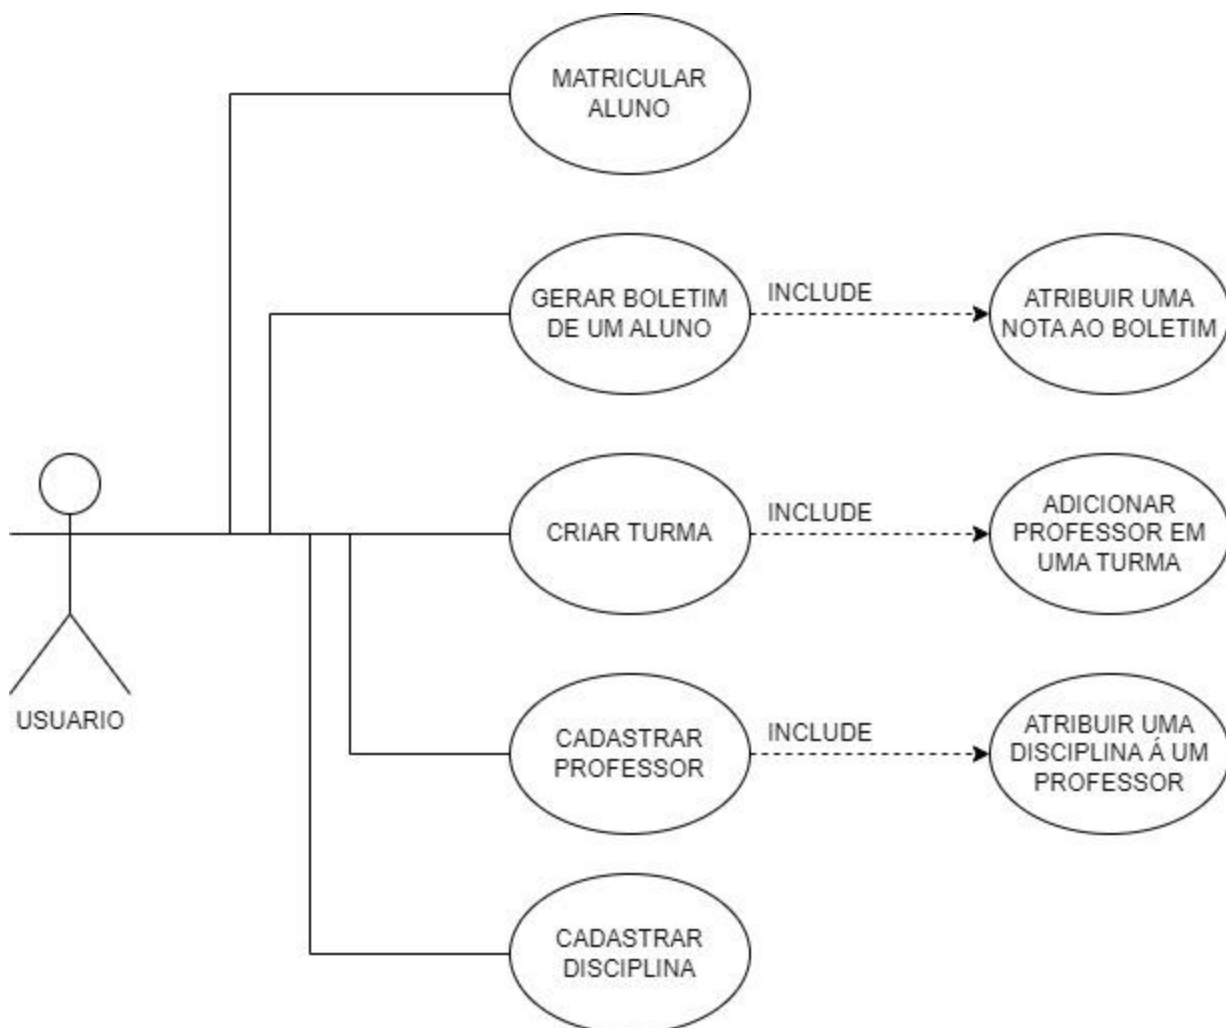 MATRICULAR
ALUNO
GERAR BOLETIM
DE UM ALUNO
INCLUDE
ATRIBUIR UMA
NOTA AO BOLETIM
CRIAR TURMA
INCLUDE
ADICIONAR
PROFESSOR EM
UMA TURMA
USUARIO
CADASTRAR
PROFESSOR
INCLUDE
ATRIBUIR UMA
DISCIPLINA Á UM
PROFESSOR
CADASTRAR
DISCIPLINA